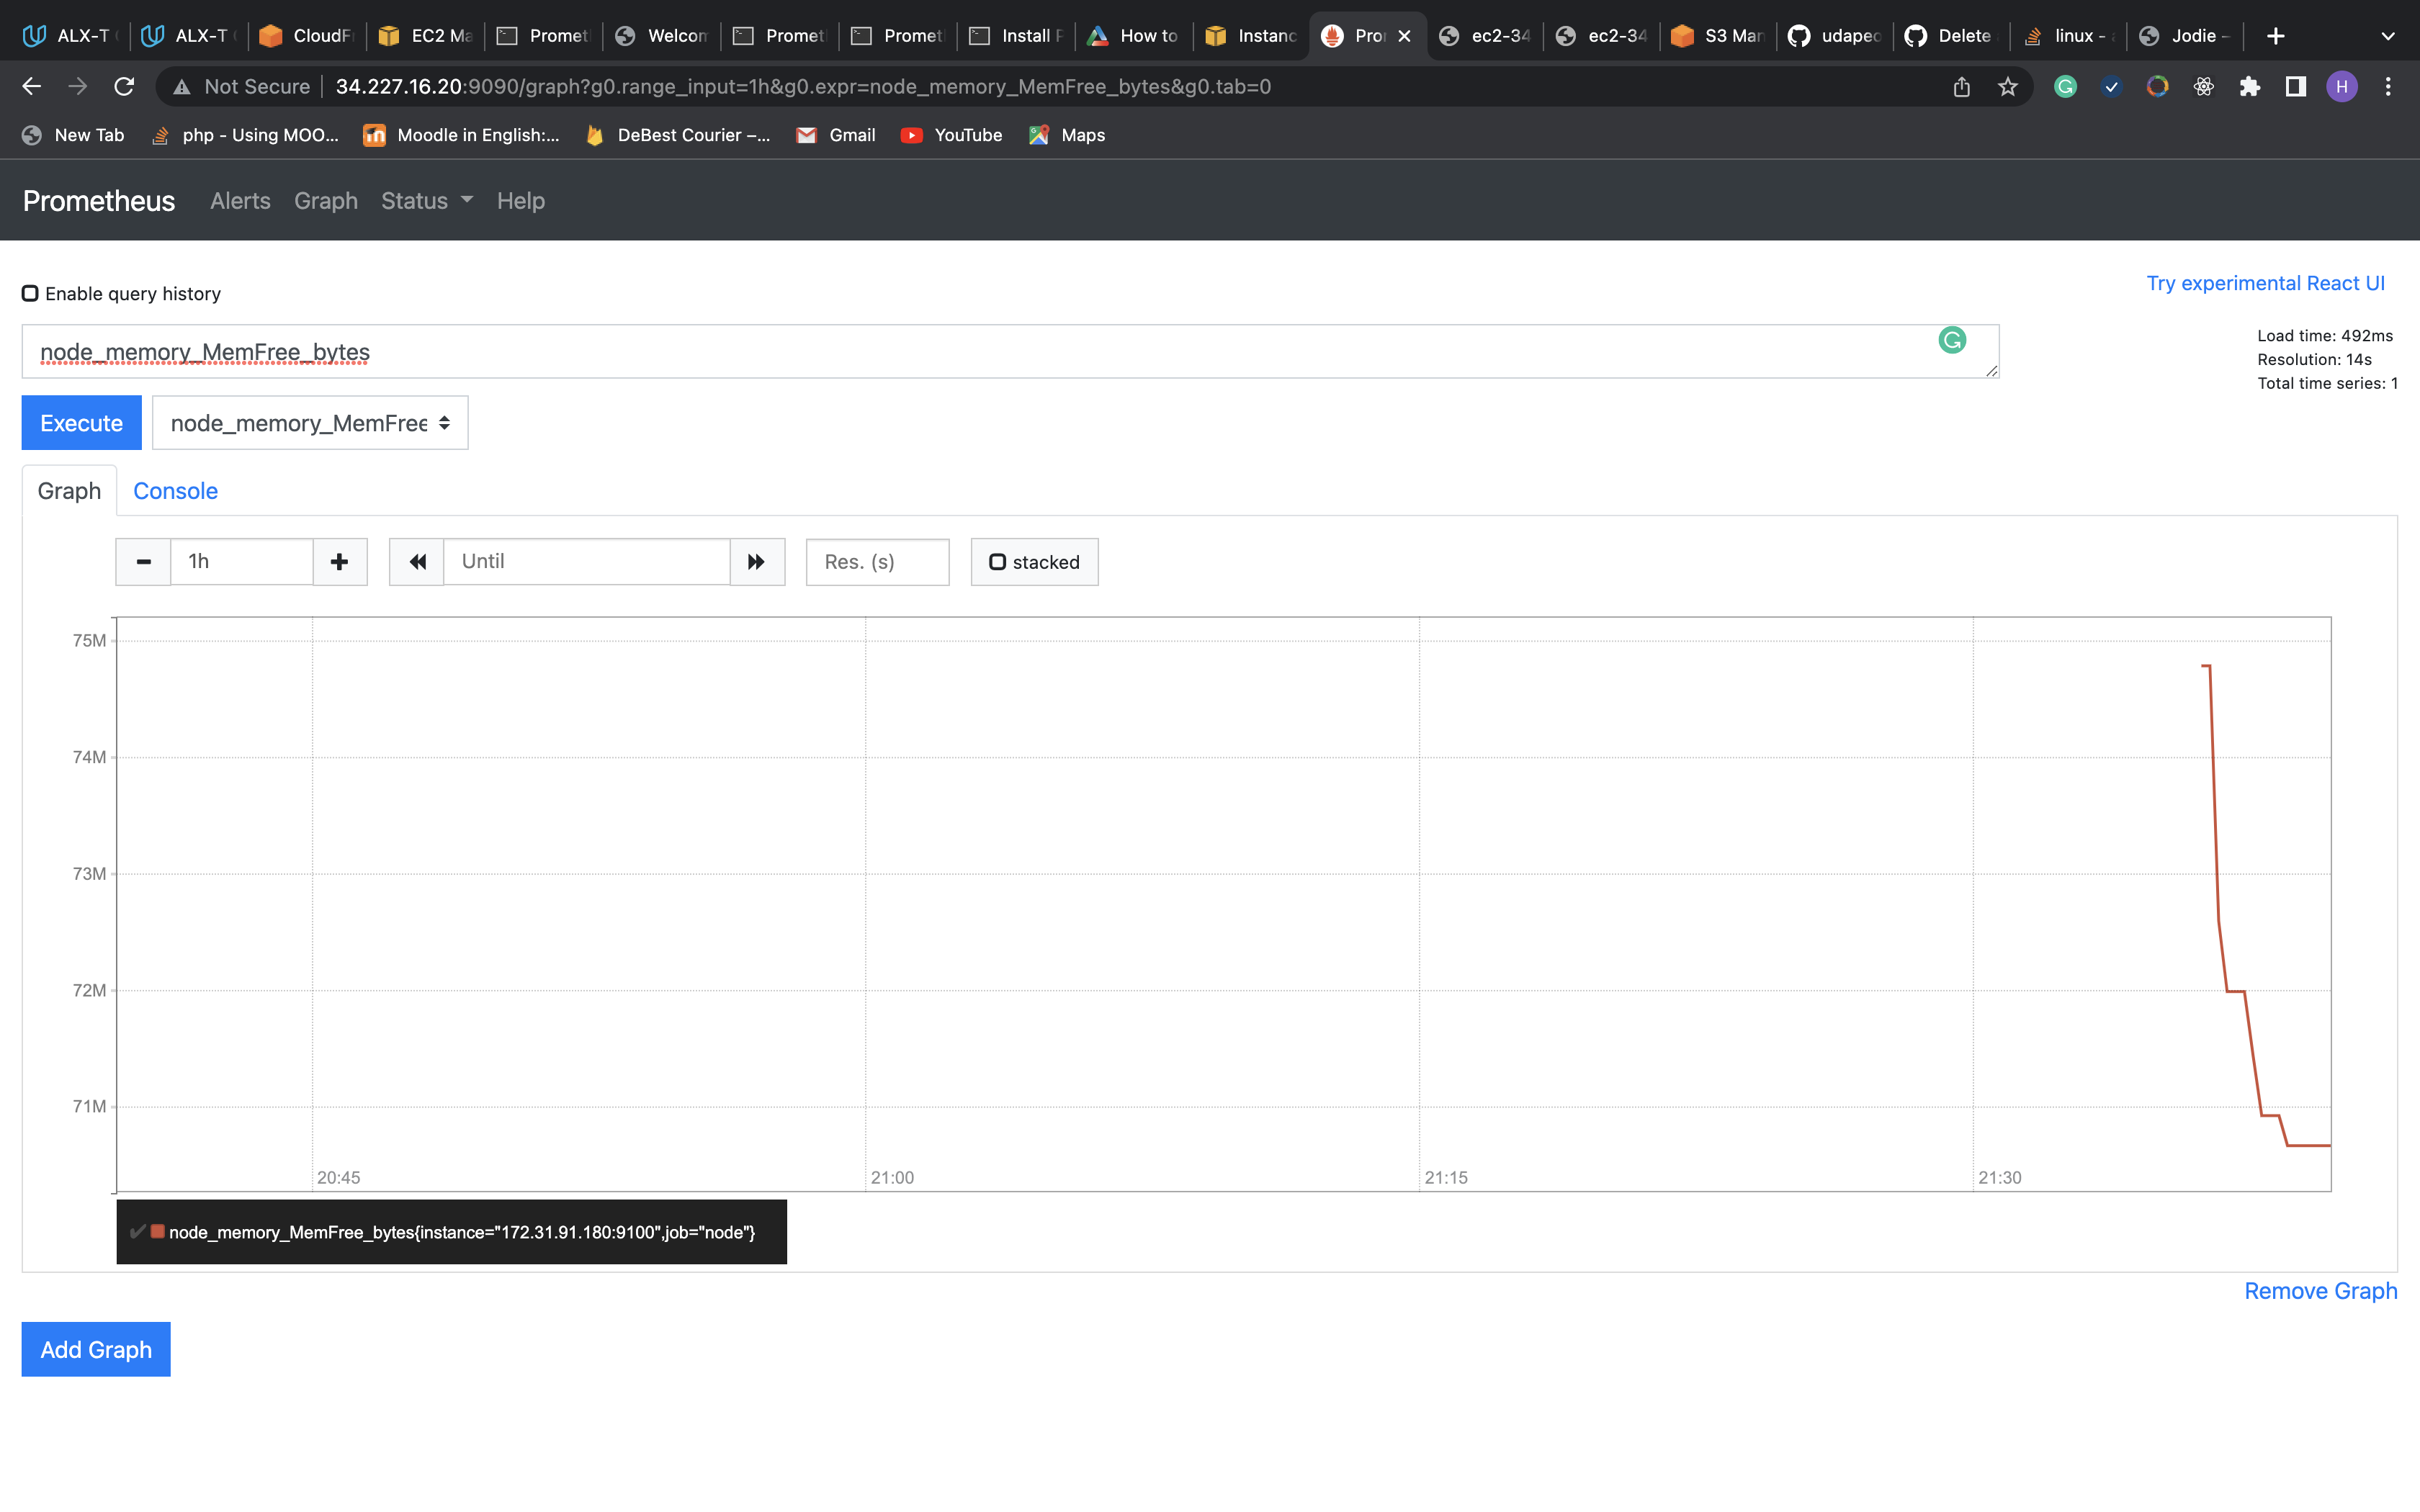 ALX-T ALX-T CloudF EC2 Ma Promet Welcom Promet Promet Install P How to Instanc Pro ec2-34 ec2-34 S3 Man udapeo Delete linux - Jodie –
Not Secure 34.227.16.20:9090/graph?g0.range_input=1h&g0.expr=node_memory_MemFree_bytes&g0.tab=0 H
New Tab php - Using MOO... Moodle in English:... DeBest Courier –... Gmail YouTube Maps
Prometheus Alerts Graph Status Help
Try experimental React UI
Enable query history
node_memory_MemFree_bytes
Load time: 492ms
Resolution: 14s
Total time series: 1
Execute node_memory_MemFree
Graph Console
1h Until Res. (s) stacked
75M
74M
73M
72M
71M
20:45 21:00 21:15 21:30
node_memory_MemFree_bytes{instance="172.31.91.180:9100",job="node"}
Remove Graph
Add Graph